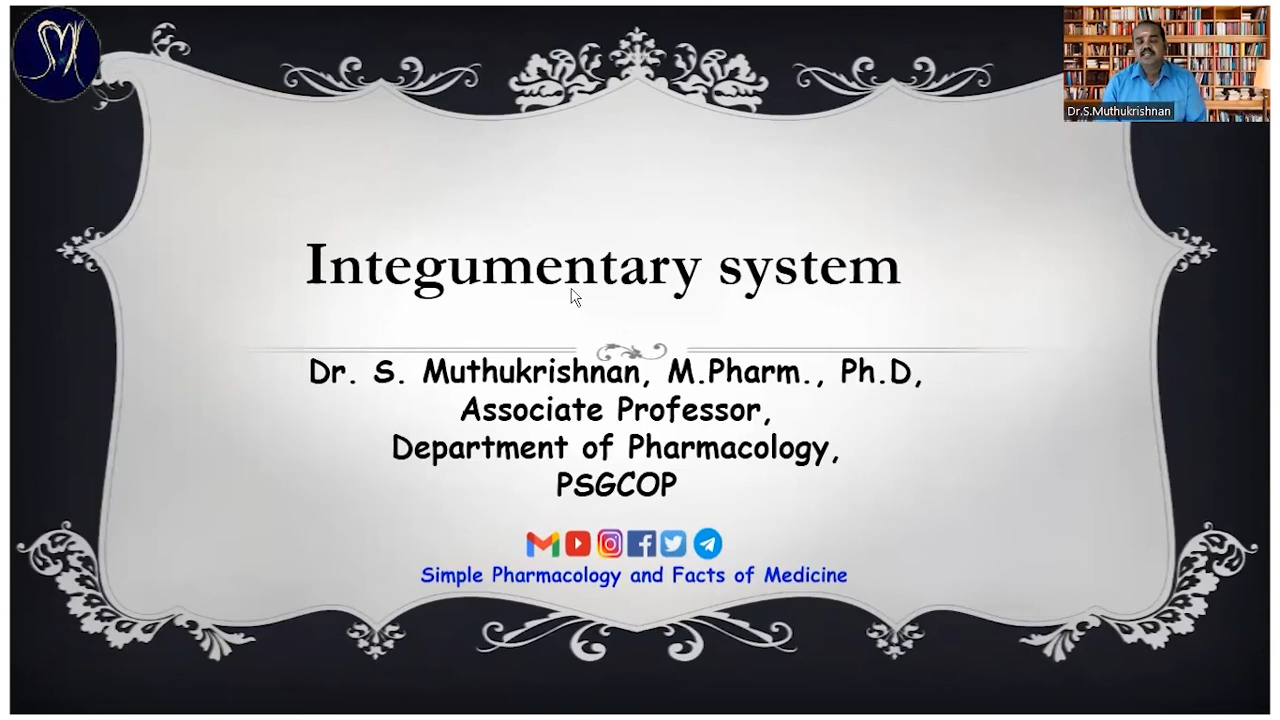 SM
Dr.S.Muthukrishnan
Integumentary system
Dr. S. Muthukrishnan, M.Pharm., Ph.D,
Associate Professor,
Department of Pharmacology,
PSGCOP
Simple Pharmacology and Facts of Medicine